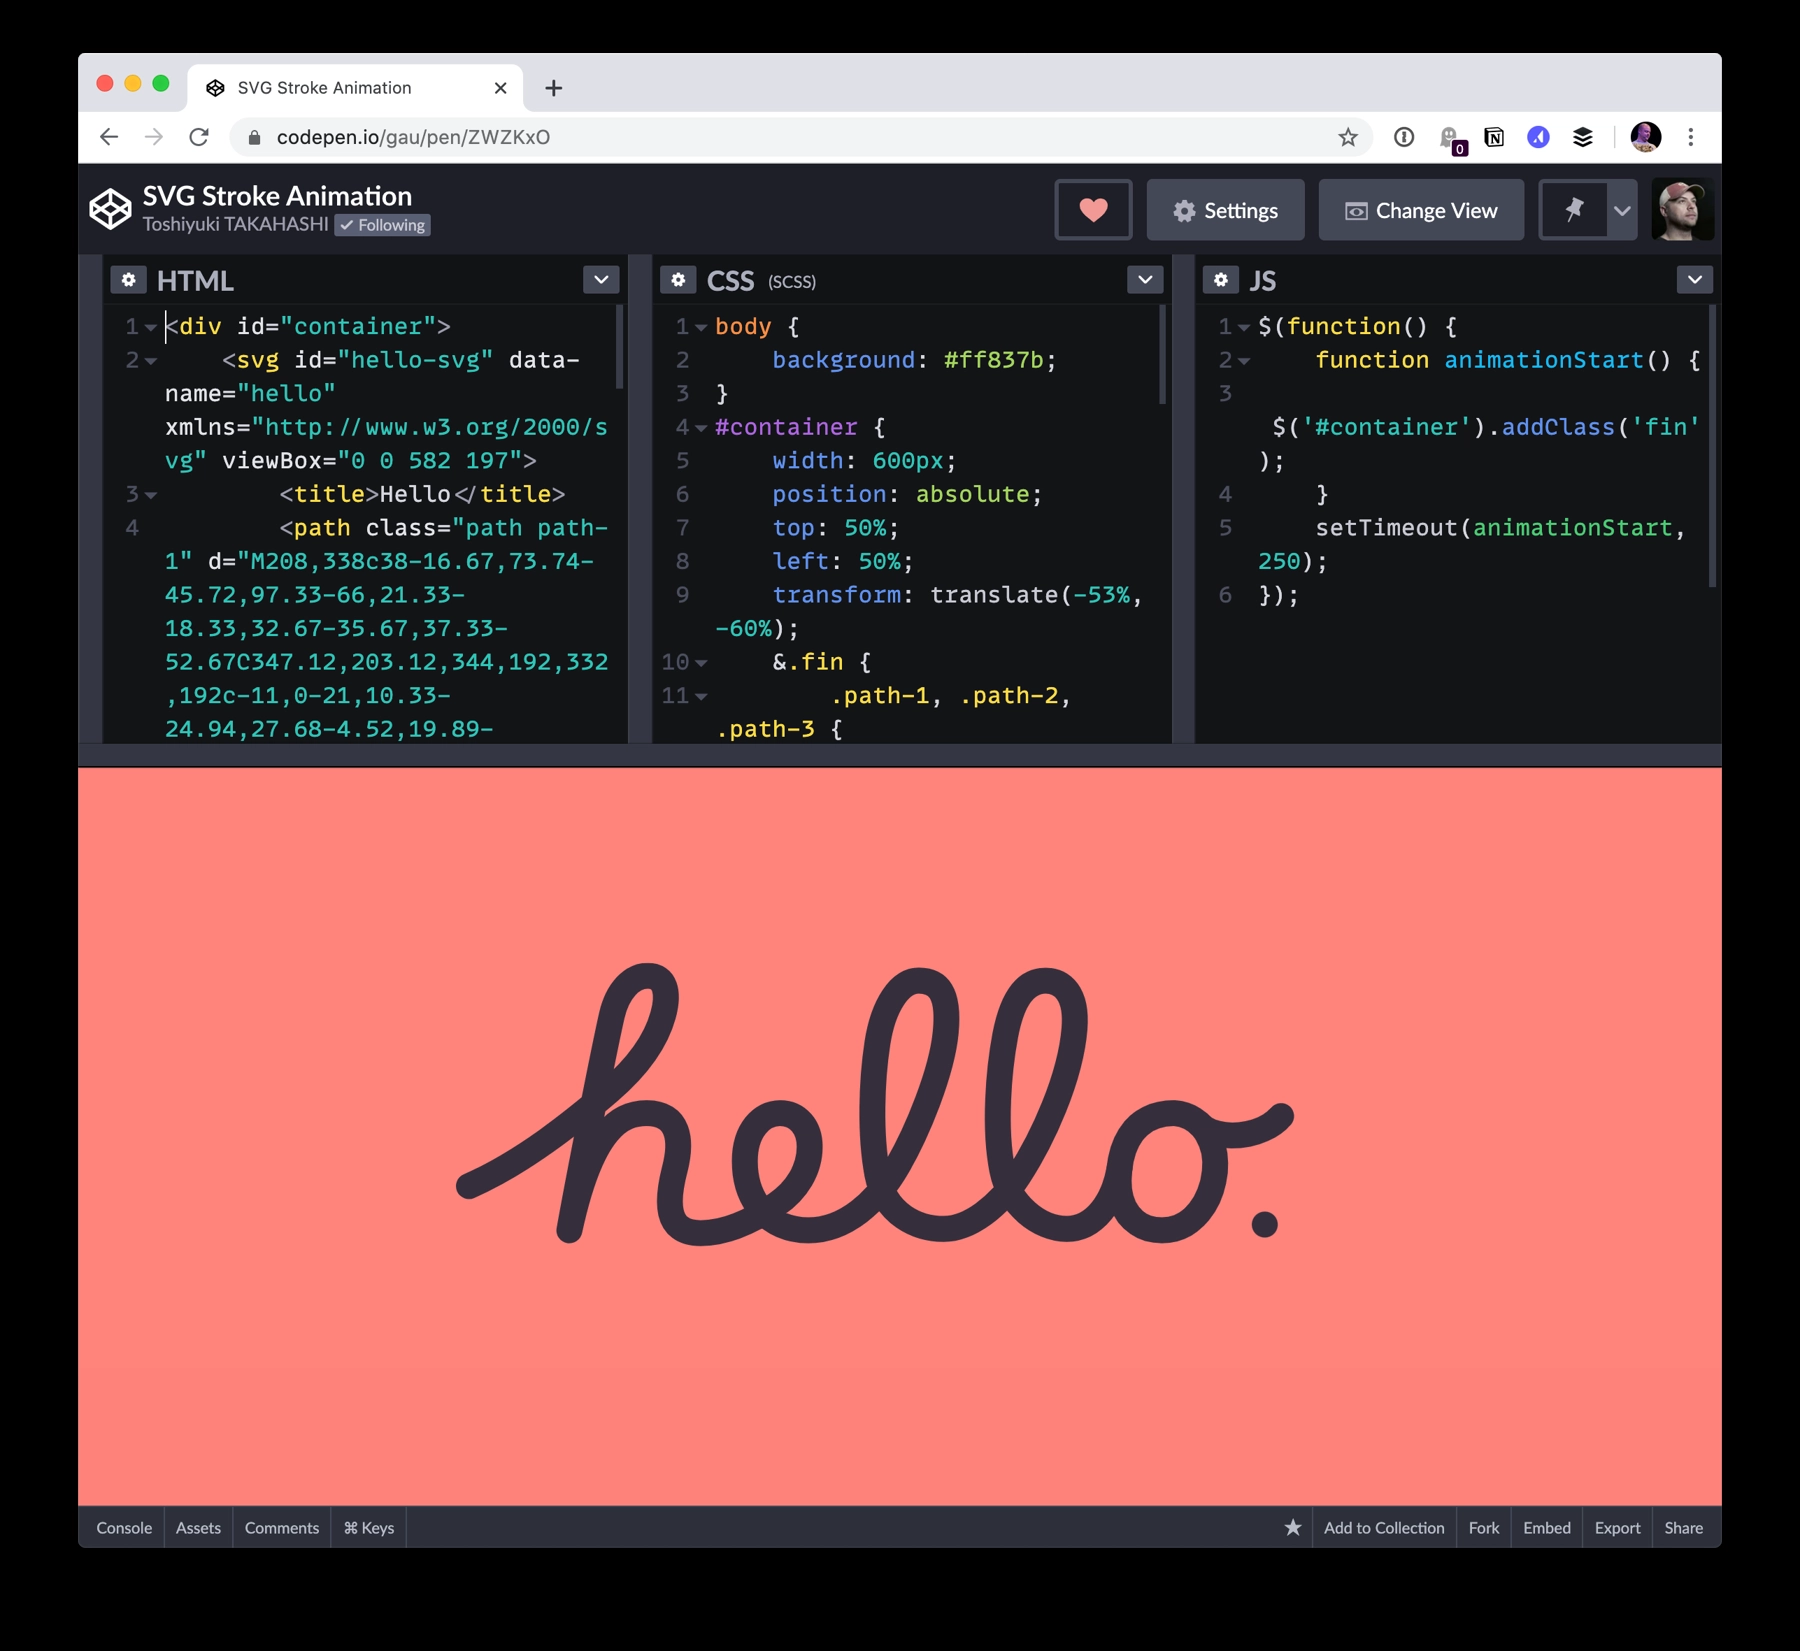 SVG Stroke Animation
codepen.io/gau/pen/ZWZKxO
0
SVG Stroke Animation
Toshiyuki TAKAHASHI ✓ Following
Settings
Change View
HTML
1 <div id="container">
2 <svg id="hello-svg" data-
name="hello"
xmlns="http://www.w3.org/2000/s
vg" viewBox="0 0 582 197">
3 <title>Hello</title>
4 <path class="path path-
1" d="M208,338c38-16.67,73.74-
45.72,97.33-66,21.33-
18.33,32.67-35.67,37.33-
52.67C347.12,203.12,344,192,332
,192c-11,0-21,10.33-
24.94,27.68-4.52,19.89-
CSS (SCSS)
1 body {
2 background: #ff837b;
3 }
4 #container {
5 width: 600px;
6 position: absolute;
7 top: 50%;
8 left: 50%;
9 transform: translate(-53%,
-60%);
10 &.fin {
11 .path-1, .path-2,
.path-3 {
JS
1 $(function() {
2 function animationStart() {
3
$('#container').addClass('fin'
);
4 }
5 setTimeout(animationStart,
250);
6 });
hello.
Console Assets Comments ⌘ Keys
★ Add to Collection Fork Embed Export Share